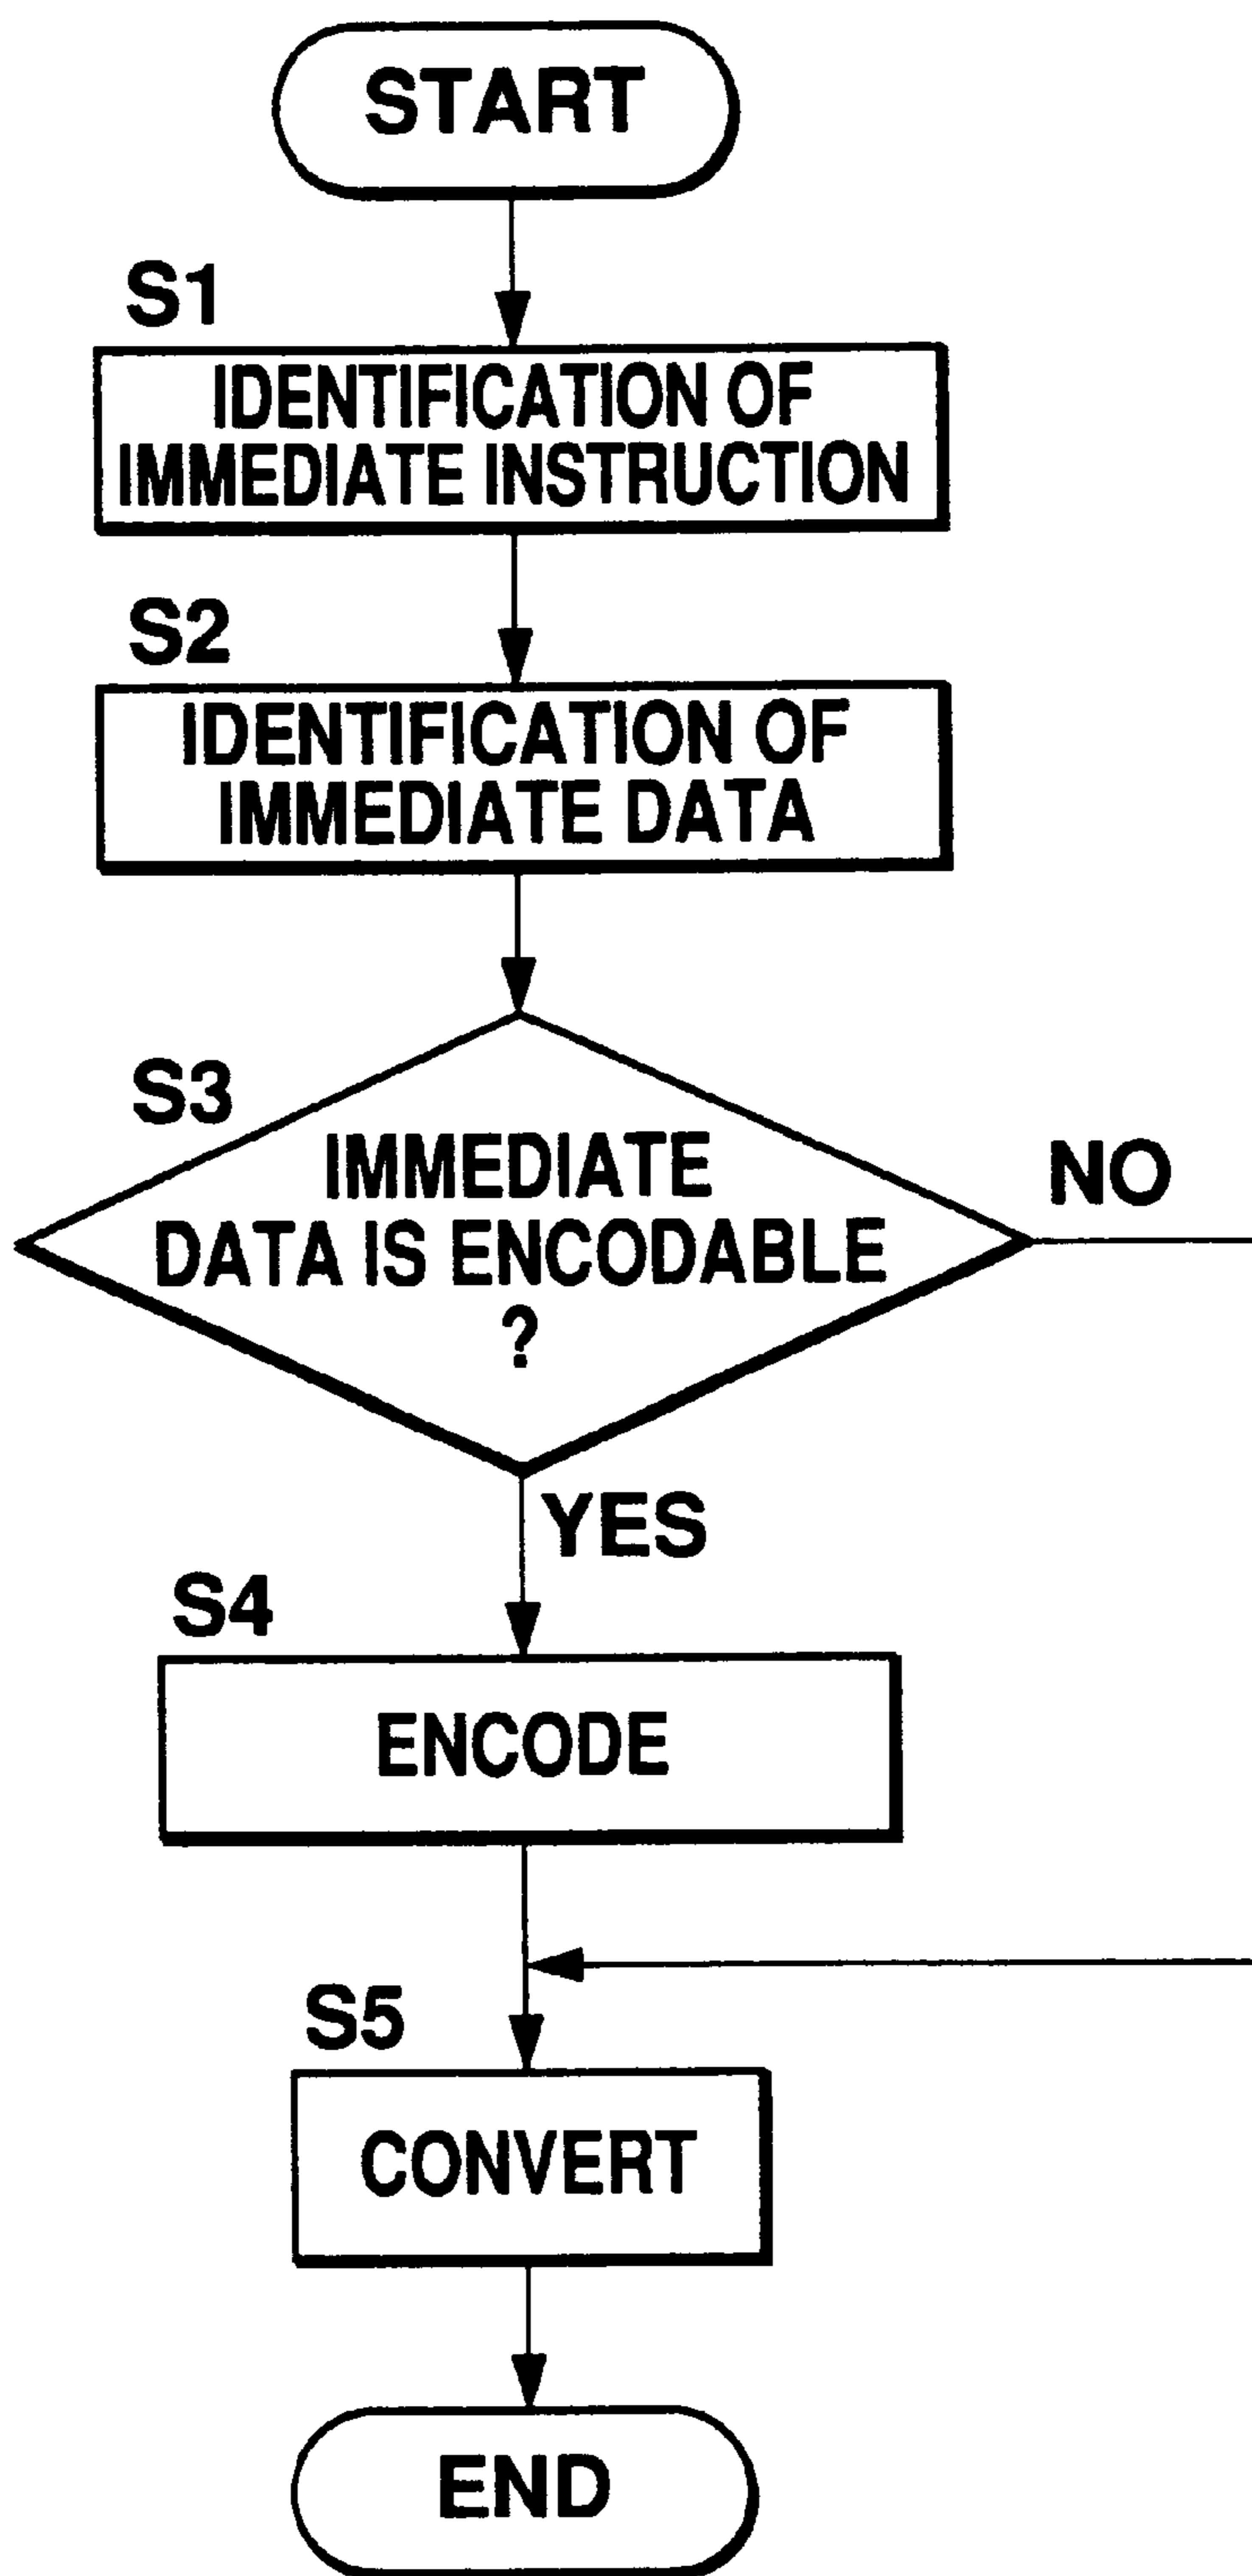 START
S1
IDENTIFICATION OF
IMMEDIATE INSTRUCTION
S2
IDENTIFICATION OF
IMMEDIATE DATA
S3
IMMEDIATE
DATA IS ENCODABLE
?
NO
YES
S4
ENCODE
S5
CONVERT
END